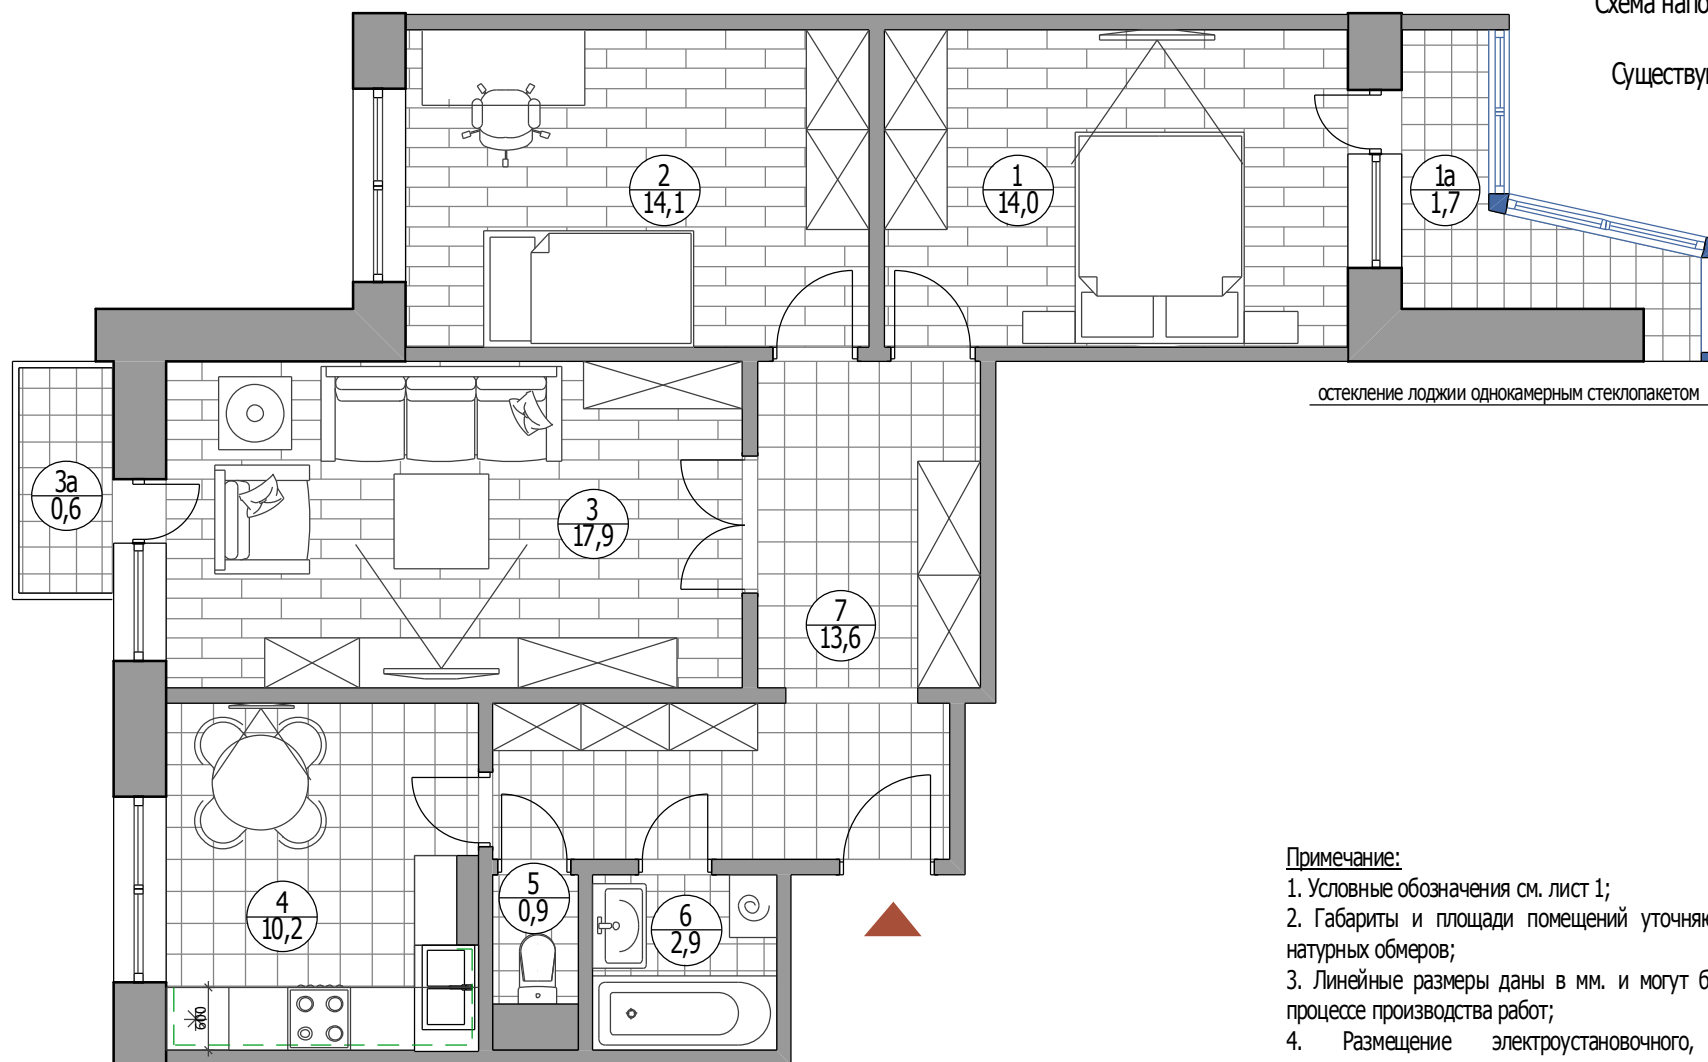 Схема напо
Существу
2
14,1
1
14,0
1а
1,7
остекление лоджии однокамерным стеклопакетом
3а
0,6
3
17,9
7
13,6
4
10,2
5
0,9
6
2,9
600
Примечание:
1. Условные обозначения см. лист 1;
2. Габариты и площади помещений уточня
натурных обмеров;
3. Линейные размеры даны в мм. и могут б
процессе производства работ;
4. Размещение электроустановочного,